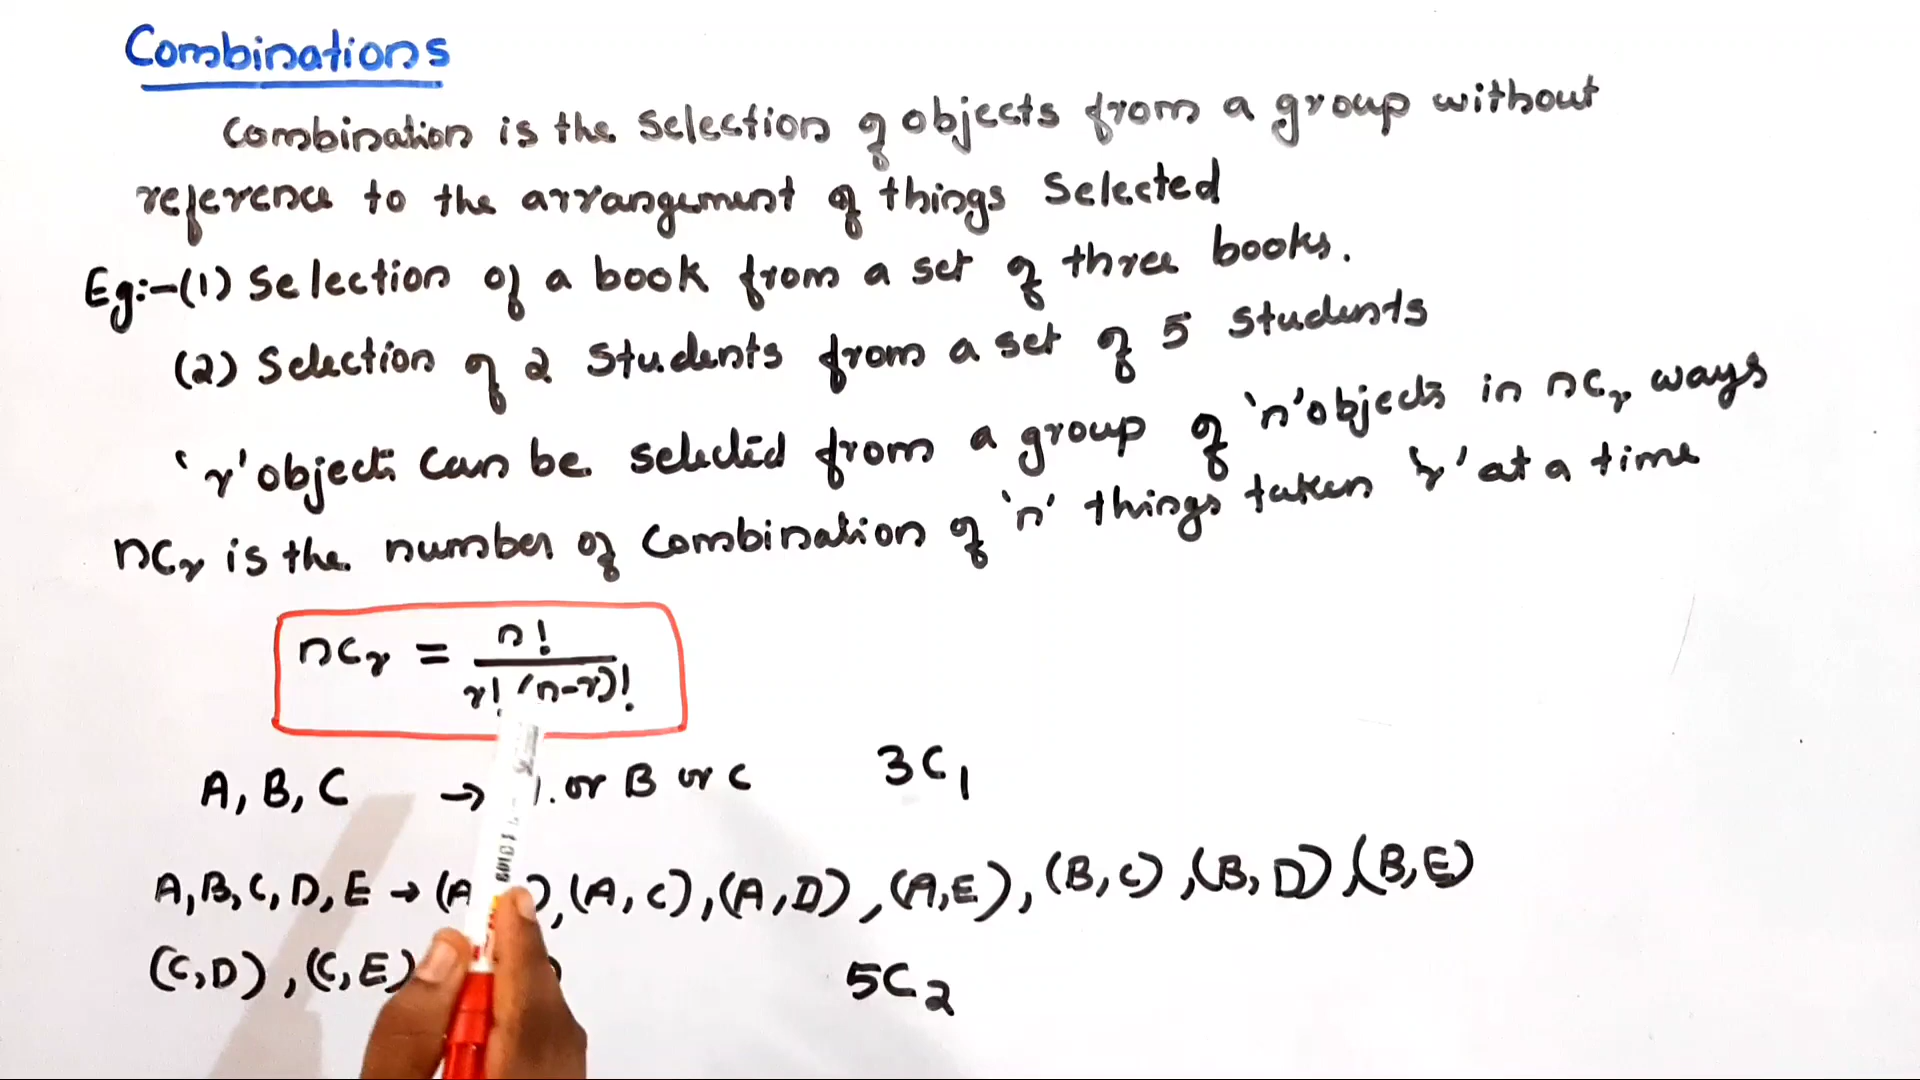 Combinations
Combination is the selection of objects from a group without
reference to the arrangement of things selected
Eg:-(1) Selection of a book from a set of three books.
(2) Selection of 2 students from a set of 5 students
'r' objects can be selected from a group of 'n' objects in nCr ways
nCr is the number of combination of 'n' things taken 'r' at a time
nCr = n! / r! (n-r)!
A, B, C → or B or C 3C1
A, B, C, D, E → (A ), (A, C), (A, D), (A, E), (B, C), (B, D), (B, E)
(C, D), (C, E)
5C2